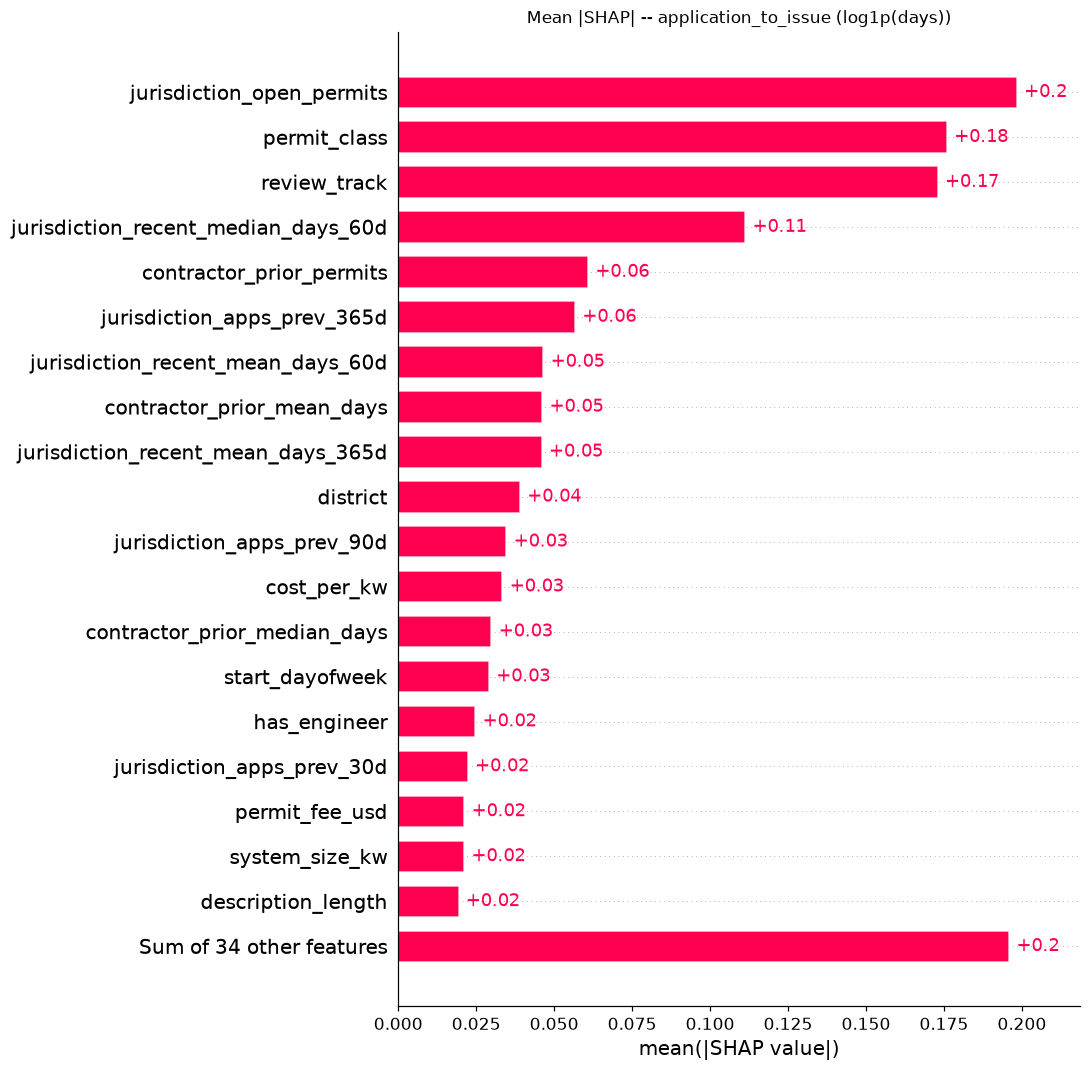 Mean |SHAP| -- application_to_issue (log1p(days))
jurisdiction_open_permits +0.2
permit_class +0.18
review_track +0.17
jurisdiction_recent_median_days_60d +0.11
contractor_prior_permits +0.06
jurisdiction_apps_prev_365d +0.06
jurisdiction_recent_mean_days_60d +0.05
contractor_prior_mean_days +0.05
jurisdiction_recent_mean_days_365d +0.05
district +0.04
jurisdiction_apps_prev_90d +0.03
cost_per_kw +0.03
contractor_prior_median_days +0.03
start_dayofweek +0.03
has_engineer +0.02
jurisdiction_apps_prev_30d +0.02
permit_fee_usd +0.02
system_size_kw +0.02
description_length +0.02
Sum of 34 other features +0.2
0.000 0.025 0.050 0.075 0.100 0.125 0.150 0.175 0.200
mean(|SHAP value|)